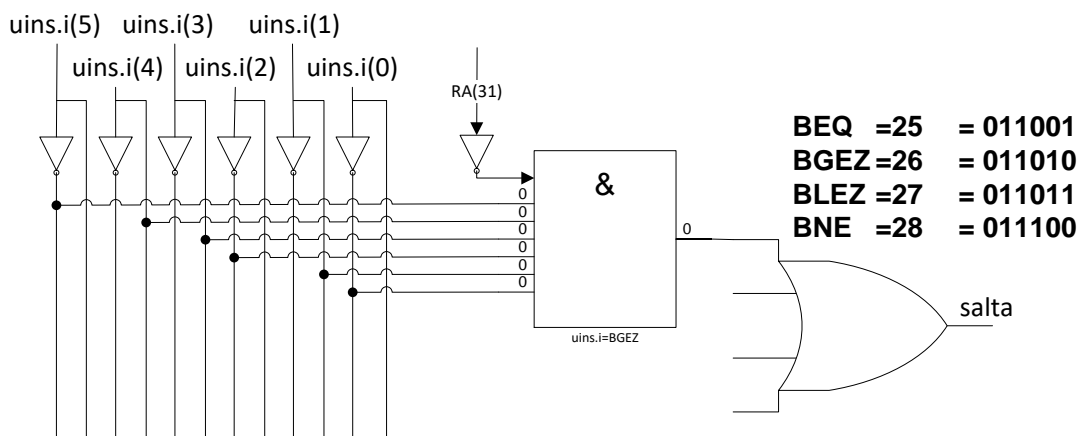 uins.i(5) uins.i(3) uins.i(1)
uins.i(4) uins.i(2) uins.i(0)
RA(31)
BEQ =25 = 011001
BGEZ =26 = 011010
BLEZ =27 = 011011
BNE =28 = 011100
&
0
0
0
0
0
0
0
salta
uins.i=BGEZ